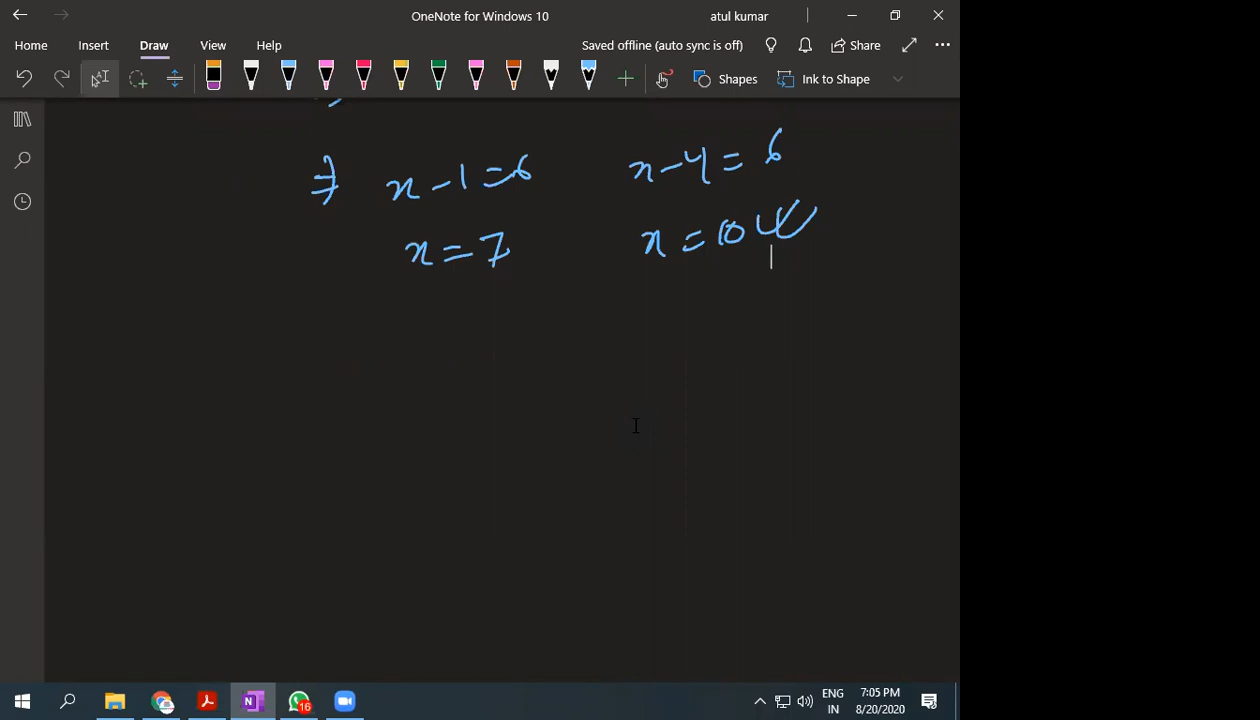 OneNote for Windows 10
atul kumar
Home Insert Draw View Help
Saved offline (auto sync is off)
Share
Shapes
Ink to Shape
⇒ x - 1 = 6
x - 4 = 6
x = 7
x = 10
N
16
ENG
IN
7:05 PM
8/20/2020